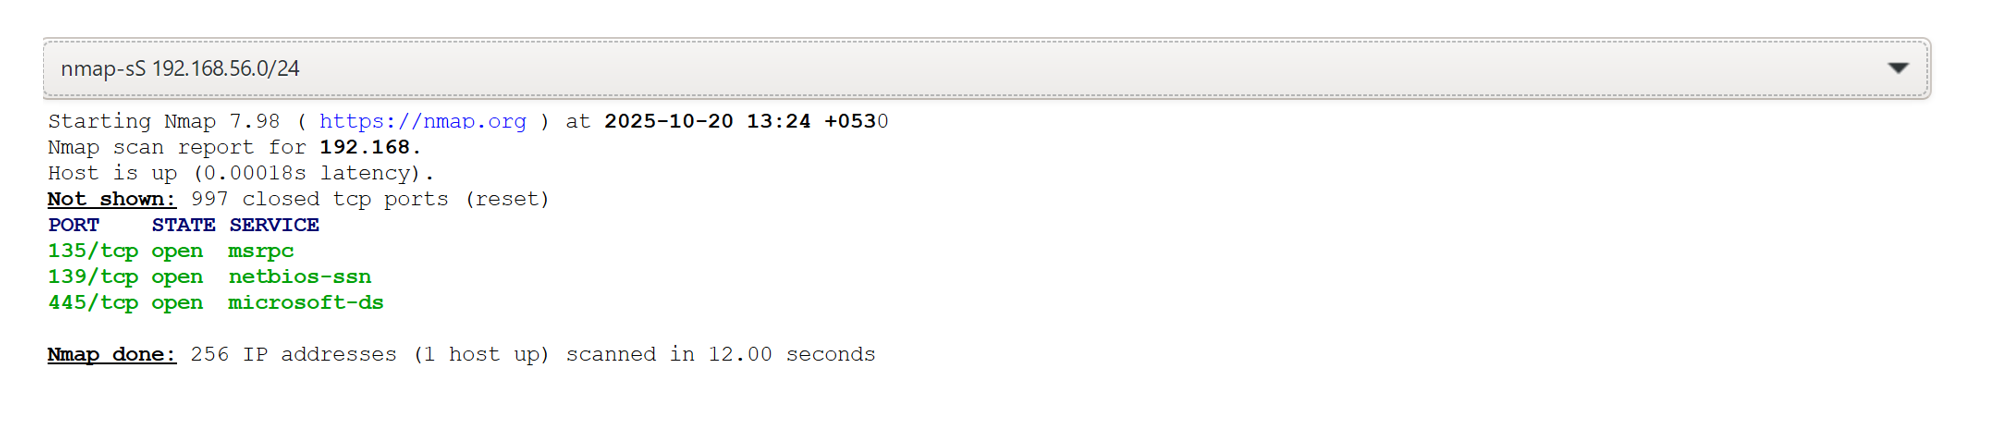 nmap-sS 192.168.56.0/24
Starting Nmap 7.98 ( https://nmap.org ) at 2025-10-20 13:24 +0530
Nmap scan report for 192.168.
Host is up (0.00018s latency).
Not shown: 997 closed tcp ports (reset)
PORT    STATE SERVICE
135/tcp open  msrpc
139/tcp open  netbios-ssn
445/tcp open  microsoft-ds
Nmap done: 256 IP addresses (1 host up) scanned in 12.00 seconds